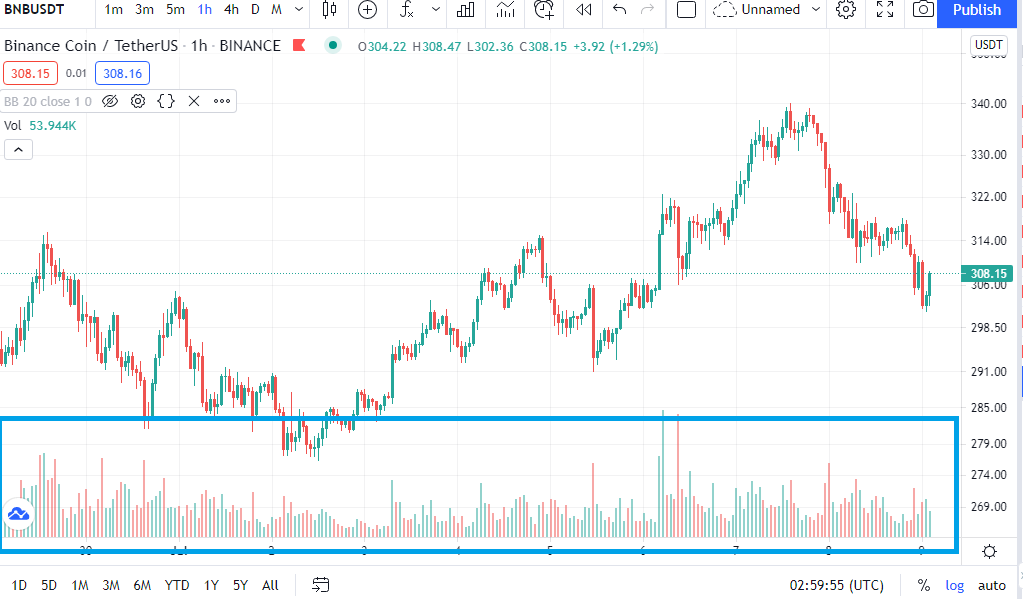 BNBUSDT 1m 3m 5m 1h 4h D M Unnamed Publish
Binance Coin / TetherUS · 1h · BINANCE O304.22 H308.47 L302.36 C308.15 +3.92 (+1.29%) USDT
308.15 0.01 308.16
BB 20 close 1 0
Vol 53.944K
340.00
330.00
322.00
314.00
308.15
306.00
298.50
291.00
285.00
279.00
274.00
269.00
2 3 4 5 6 7 8 9
1D 5D 1M 3M 6M YTD 1Y 5Y All 02:59:55 (UTC) % log auto